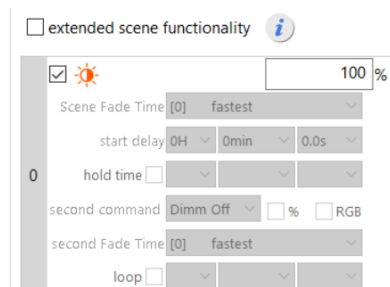 extended scene functionality i
100 %
Scene Fade Time [0] fastest
start delay 0H 0min 0.0s
0 hold time
second command Dimm Off % RGB
second Fade Time [0] fastest
loop